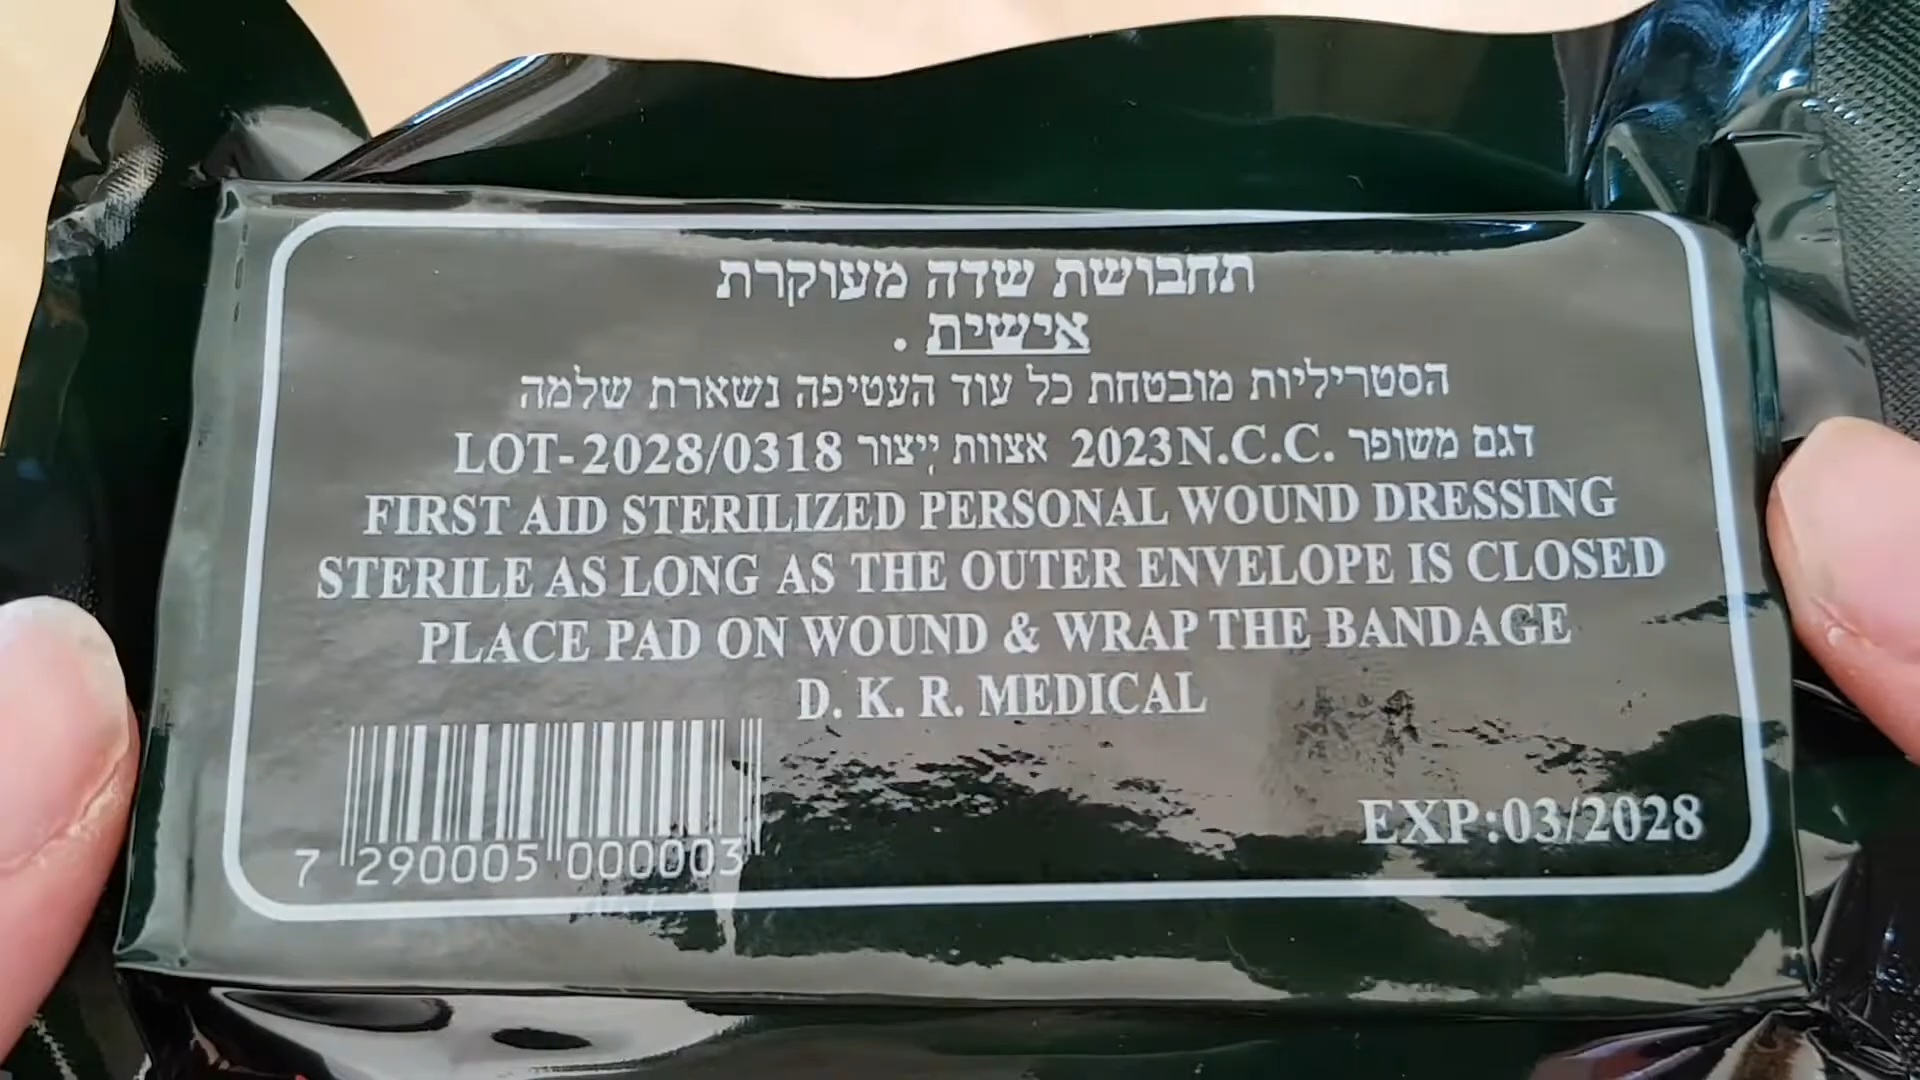 תחבושת שדה מעוקרת
אישית .
הסטריליות מובטחת כל עוד העטיפה נשארת שלמה
דגם משופר 2023N.C.C. אצוות ייצור LOT-2028/0318
FIRST AID STERILIZED PERSONAL WOUND DRESSING
STERILE AS LONG AS THE OUTER ENVELOPE IS CLOSED
PLACE PAD ON WOUND & WRAP THE BANDAGE
D. K. R. MEDICAL
7 290005 000003
EXP:03/2028